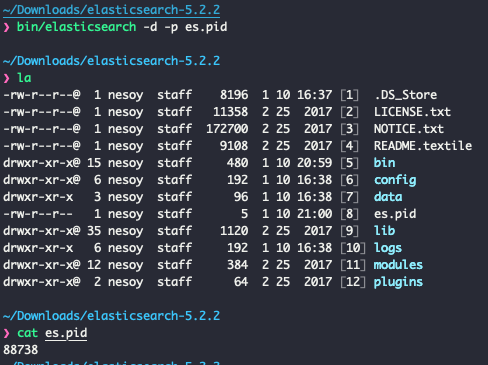 ~/Downloads/elasticsearch-5.2.2
❯ bin/elasticsearch -d -p es.pid
~/Downloads/elasticsearch-5.2.2
❯ la
-rw-r--r--@  1 nesoy  staff    8196  1 10 16:37 [1]  .DS_Store
-rw-r--r--@  1 nesoy  staff   11358  2 25  2017 [2]  LICENSE.txt
-rw-r--r--@  1 nesoy  staff  172700  2 25  2017 [3]  NOTICE.txt
-rw-r--r--@  1 nesoy  staff    9108  2 25  2017 [4]  README.textile
drwxr-xr-x@ 15 nesoy  staff     480  1 10 20:59 [5]  bin
drwxr-xr-x@  6 nesoy  staff     192  1 10 16:38 [6]  config
drwxr-xr-x   3 nesoy  staff      96  1 10 16:38 [7]  data
-rw-r--r--   1 nesoy  staff       5  1 10 21:00 [8]  es.pid
drwxr-xr-x@ 35 nesoy  staff    1120  2 25  2017 [9]  lib
drwxr-xr-x   6 nesoy  staff     192  1 10 16:38 [10] logs
drwxr-xr-x@ 12 nesoy  staff     384  2 25  2017 [11] modules
drwxr-xr-x@  2 nesoy  staff      64  2 25  2017 [12] plugins
~/Downloads/elasticsearch-5.2.2
❯ cat es.pid
88738